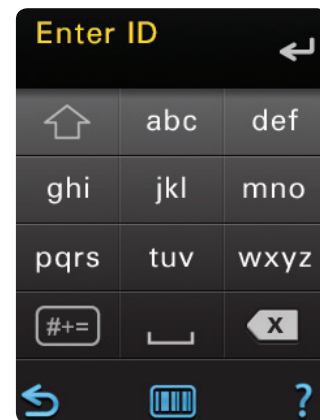 Enter ID
abc def
ghi jkl mno
pqrs tuv wxyz
#+= x
?